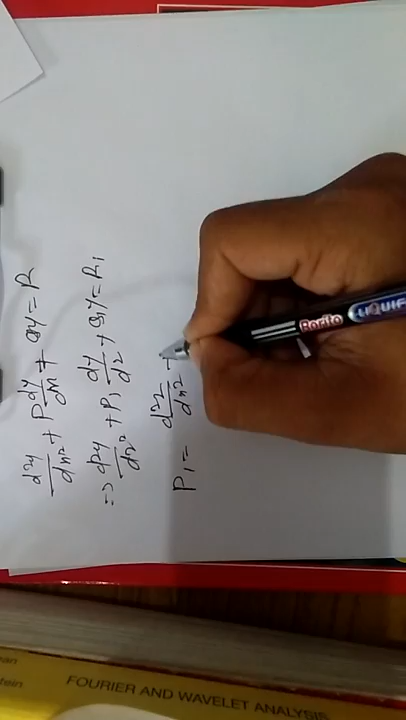 d²y/dx² + P dy/dx + Qy = R
=> d²y/dz² + P₁ dy/dz + Q₁y = R₁
P₁ = d²z/dx² +
Rorito
LIQUIF
FOURIER AND WAVELET ANALYSIS